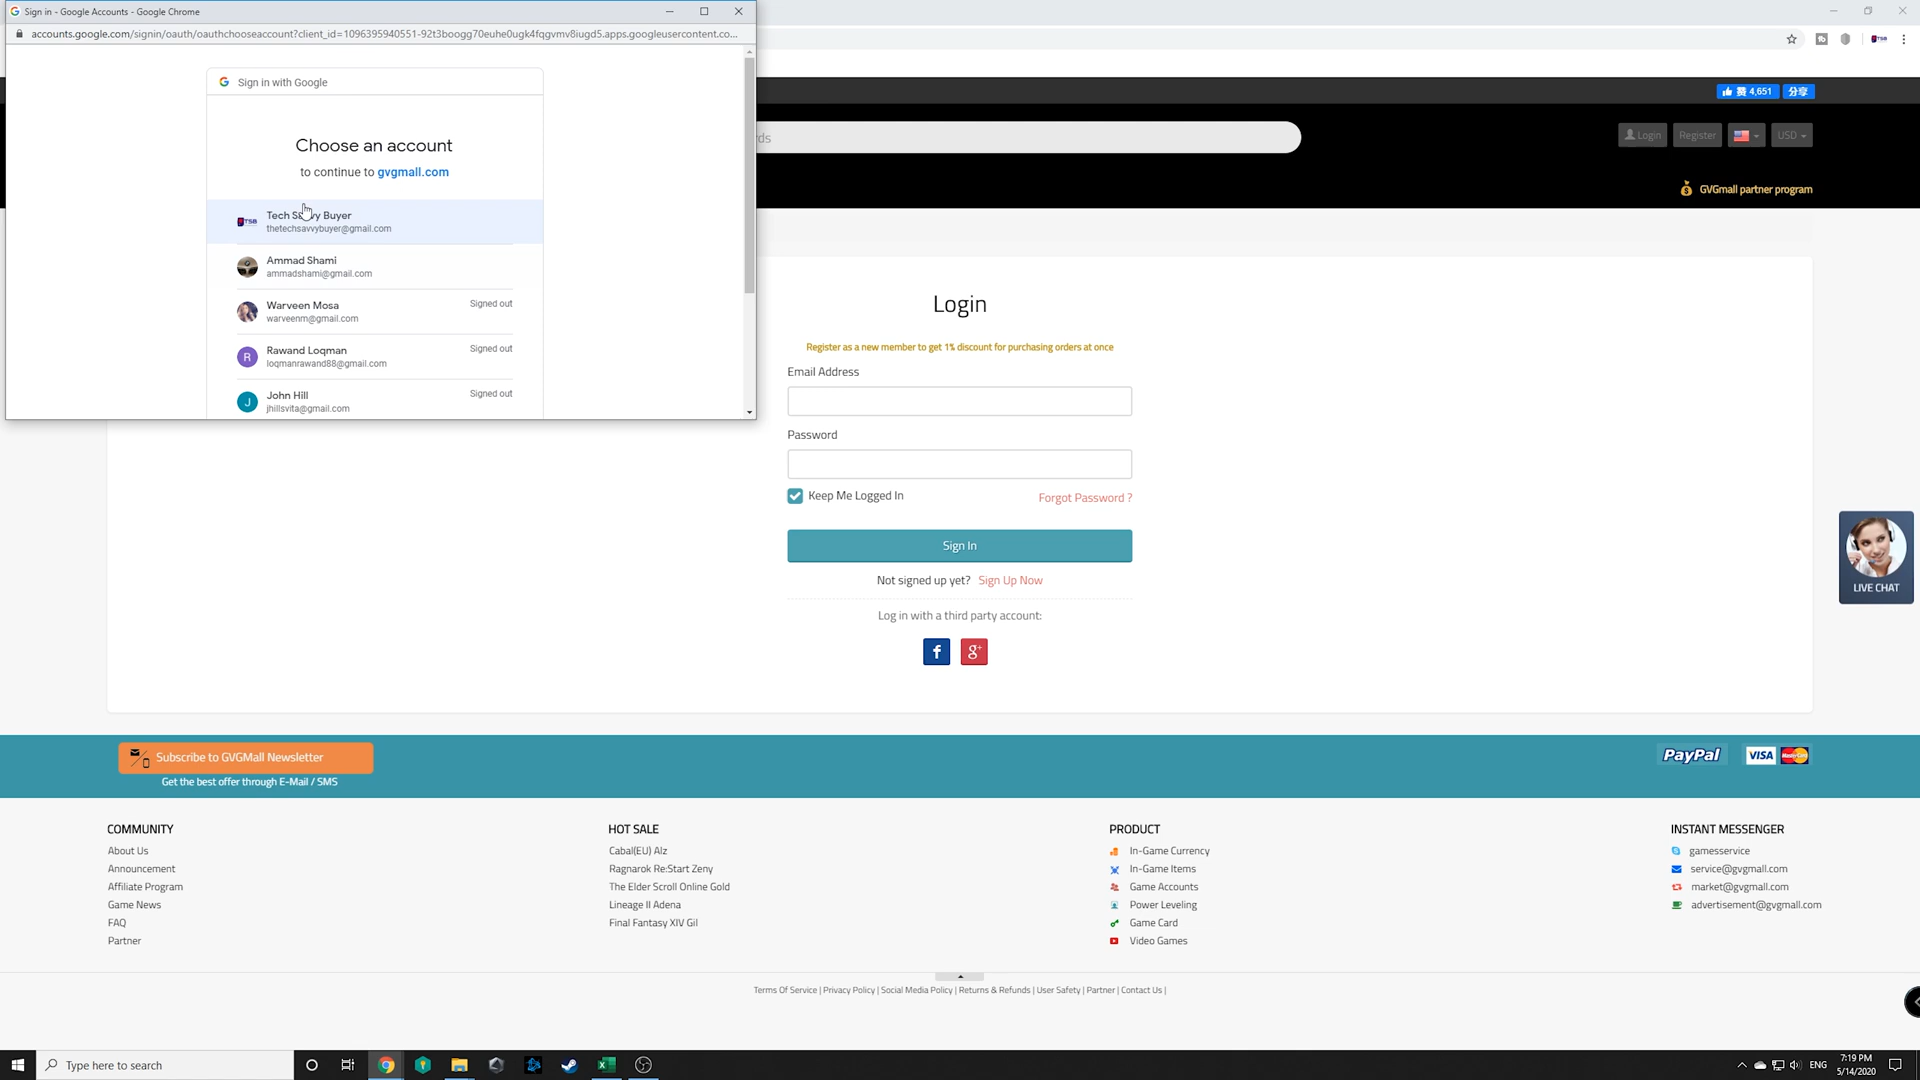 Sign in - Google Accounts - Google Chrome
accounts.google.com/signin/oauth/oauthchooseaccount?client_id=1096395940551-92t3boogg70euhe0ugk4fqgvmv8iugd5.apps.googleusercontent.co...
Sign in with Google
Choose an account
to continue to gvgmall.com
Tech Savvy Buyer
thetechsavvybuyer@gmail.com
Ammad Shami
ammadshami@gmail.com
Warveen Mosa
Signed out
warveenm@gmail.com
R
Rawand Loqman
Signed out
loqmanrawand88@gmail.com
J
John Hill
Signed out
jhillsvita@gmail.com
赞 4,651
分享
Login
Register
USD
GVGmall partner program
Login
Register as a new member to get 1% discount for purchasing orders at once
Email Address
Password
Keep Me Logged In
Forgot Password ?
Sign In
Not signed up yet? Sign Up Now
Log in with a third party account:
f
g+
LIVE CHAT
Subscribe to GVGMall Newsletter
Get the best offer through E-Mail / SMS
PayPal
VISA
COMMUNITY
About Us
Announcement
Affiliate Program
Game News
FAQ
Partner
HOT SALE
Cabal(EU) Alz
Ragnarok Re:Start Zeny
The Elder Scroll Online Gold
Lineage II Adena
Final Fantasy XIV Gil
PRODUCT
In-Game Currency
In-Game Items
Game Accounts
Power Leveling
Game Card
Video Games
INSTANT MESSENGER
gamesservice
service@gvgmall.com
market@gvgmall.com
advertisement@gvgmall.com
Terms Of Service | Privacy Policy | Social Media Policy | Returns & Refunds | User Safety | Partner | Contact Us |
Type here to search
ENG
7:19 PM
5/14/2020